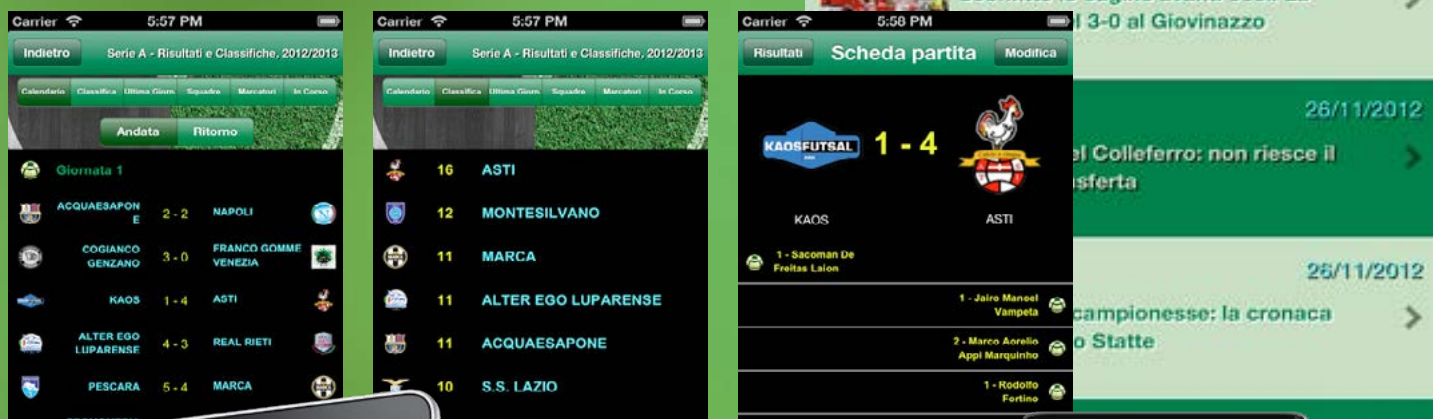 Carrier 5:57 PM
Indietro Serie A - Risultati e Classifiche, 2012/2013
Calendario Classifica Ultima Giorn. Squadre Marcatori In Corso
Andata Ritorno
Giornata 1
ACQUAESAPON
E 2 - 2 NAPOLI
COGIANCO
GENZANO 3 - 0 FRANCO GOMME
VENEZIA
KAOS 1 - 4 ASTI
ALTER EGO
LUPARENSE 4 - 3 REAL RIETI
PESCARA 5 - 4 MARCA
Carrier 5:57 PM
Indietro Serie A - Risultati e Classifiche, 2012/2013
Calendario Classifica Ultima Giorn. Squadre Marcatori In Corso
16 ASTI
12 MONTESILVANO
11 MARCA
11 ALTER EGO LUPARENSE
11 ACQUAESAPONE
10 S.S. LAZIO
Carrier 5:58 PM
Risultati Scheda partita Modifica
KAOSFUTSAL 1 - 4
KAOS ASTI
1 - Sacoman De
Freitas Laion
1 - Jairo Manoel
Vampeta
2 - Marco Aorelio
Appi Marquinho
1 - Rodolfo
Fortino
l 3-0 al Giovinazzo
26/11/2012
el Colleferro: non riesce il
sferta
26/11/2012
campionesse: la cronaca
o Statte